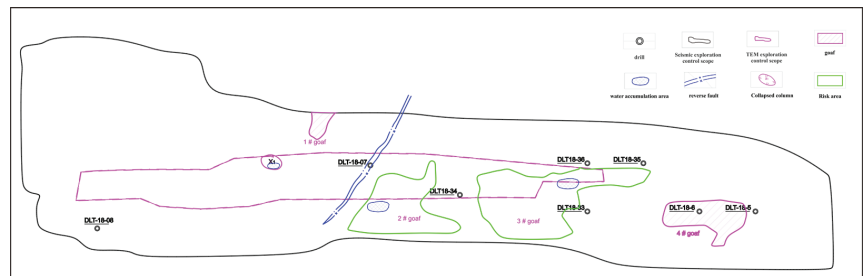 drill
Seismic exploration
control scope
TEM exploration
control scope
goaf
water accumulation area
reverse fault
Collapsed column
Risk area
1 # goaf
X1
DLT-18-07
DLT18-36
DLT18-35
DLT18-34
DLT-18-08
2 # goaf
3 # goaf
DLT18-33
DLT-18-6
DLT-18-5
4 # goaf